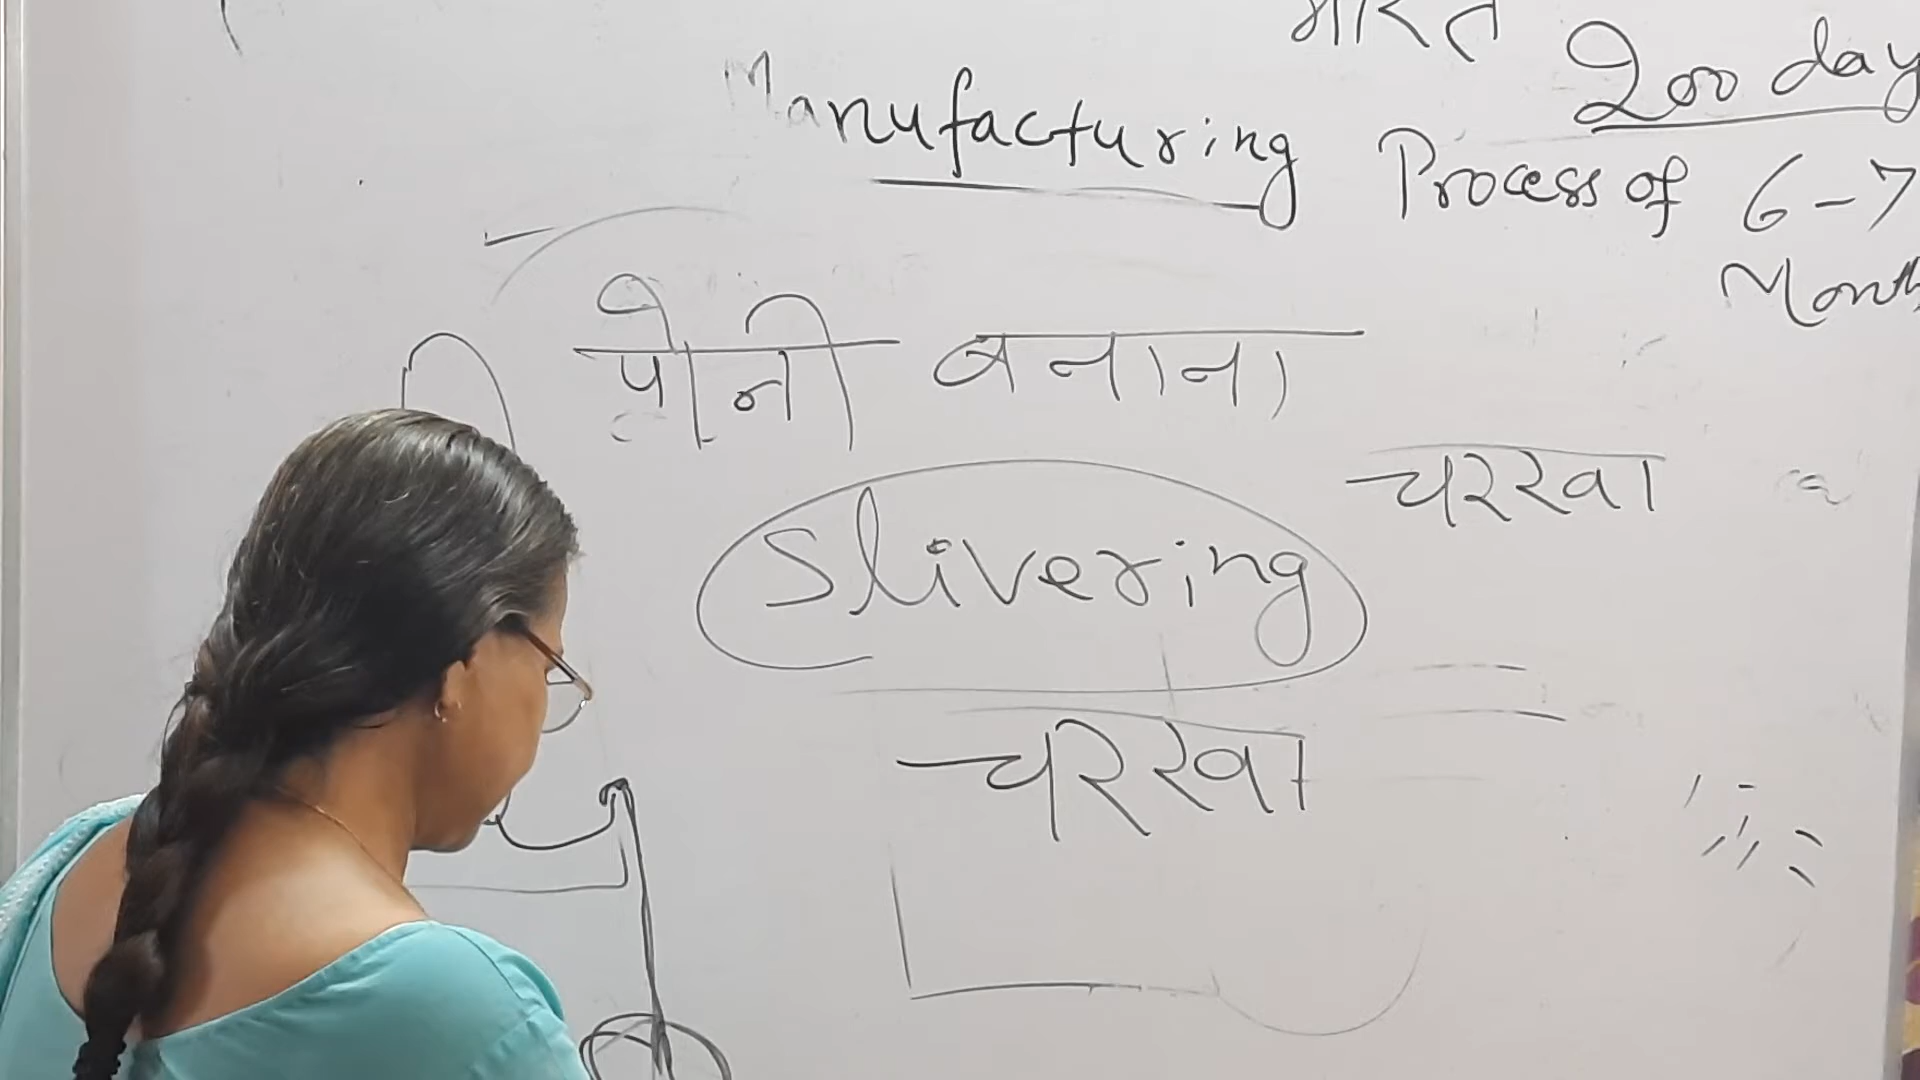 भारत
200 day
Manufacturing Process of 6-7
Month
पोनी बनाना
चरखा
Slivering
चरखा